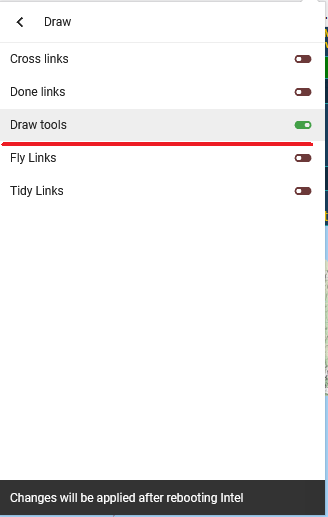 Draw
Cross links
Done links
Draw tools
Fly Links
Tidy Links
Changes will be applied after rebooting Intel